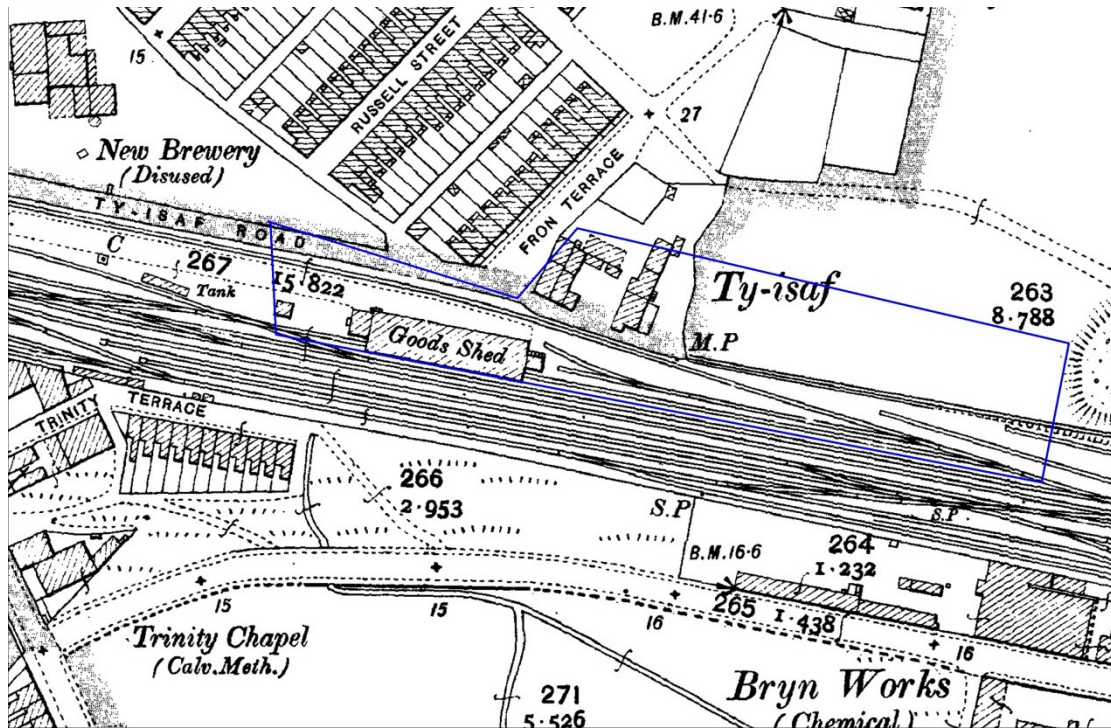 B.M.41·6
15
RUSSELL STREET
27
New Brewery
(Disused)
FRON TERRACE
TY-ISAF ROAD
C
267
15·822
Tank
Ty-isaf
263
8·788
Goods Shed
M.P
TRINITY
TERRACE
266
2·953
S.P
S.P.
B.M.16·6
264
1·232
15
15
16
265
1·438
16
Trinity Chapel
(Calv.Meth.)
271
5·526
Bryn Works
(Chemical)